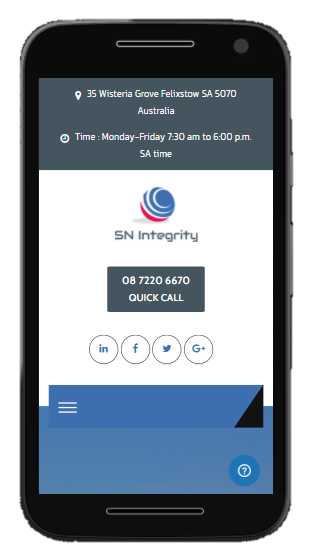 35 Wisteria Grove Felixstow SA 5070
Australia
Time : Monday-Friday 7:30 am to 6:00 p.m.
SA time
SN Integrity
08 7220 6670
QUICK CALL
in f G+
?